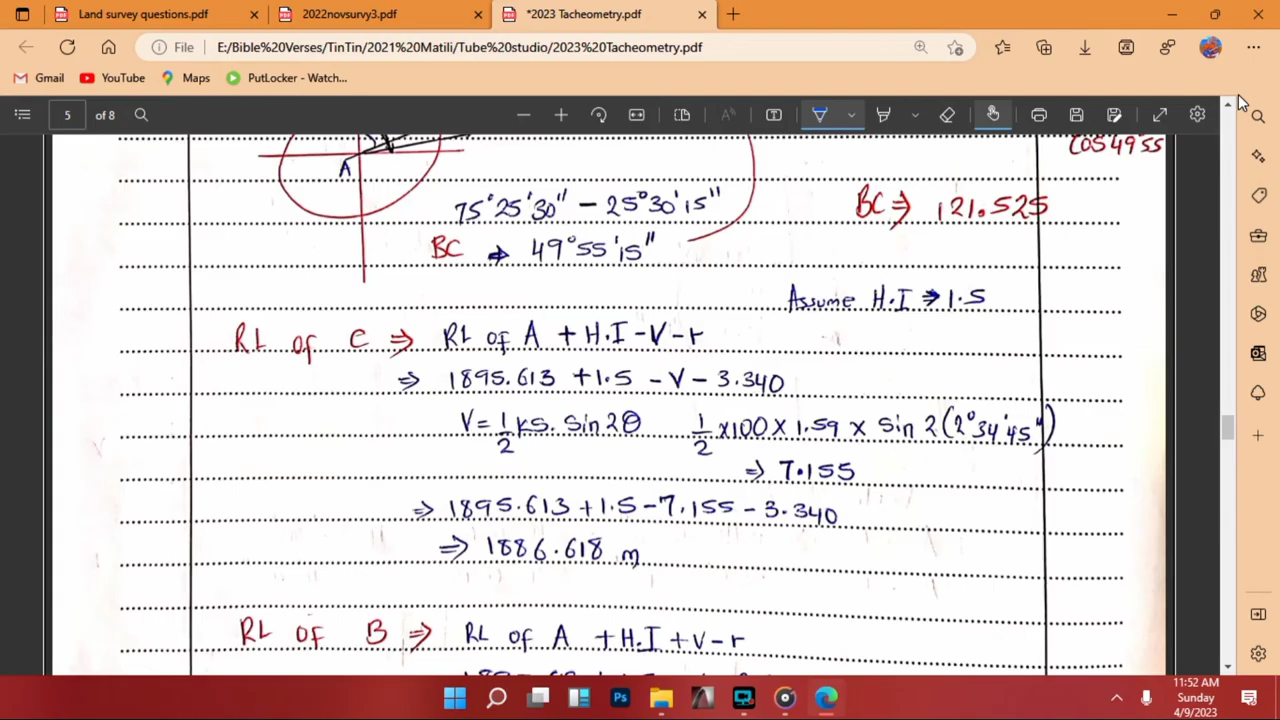 Land survey questions.pdf
2022novsurvy3.pdf
*2023 Tacheometry.pdf
File
E:/Bible%20Verses/TinTin/2021%20Matili/Tube%20studio/2023%20Tacheometry.pdf
Gmail
YouTube
Maps
PutLocker - Watch...
5 of 8
Cos 49 55
A
75°25'30" - 25°30'15"
BC ⇒ 121.525
BC ⇒ 49°55'15"
Assume H.I ⇒ 1.5
RL of C ⇒ RL of A + H.I - V - r
⇒ 1895.613 + 1.5 - V - 3.340
V = 1/2 KS. Sin 2θ 1/2 x 100 x 1.59 x Sin 2(2°34'45")
⇒ 7.155
⇒ 1895.613 + 1.5 - 7.155 - 3.340
⇒ 1886.618 m
RL of B ⇒ RL of A + H.I + V - r
11:52 AM
Sunday
4/9/2023